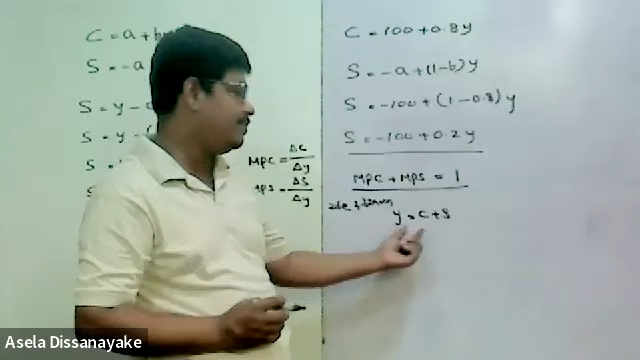 C = a + b
S = -a
S = y -
S = y -
S =
S
MPC = ΔC/Δy
MPS = ΔS/Δy
C = 100 + 0.8y
S = -a + (1-b)y
S = -100 + (1-0.8)y
S = -100 + 0.2y
MPC + MPS = 1
y = C + S
Asela Dissanayake